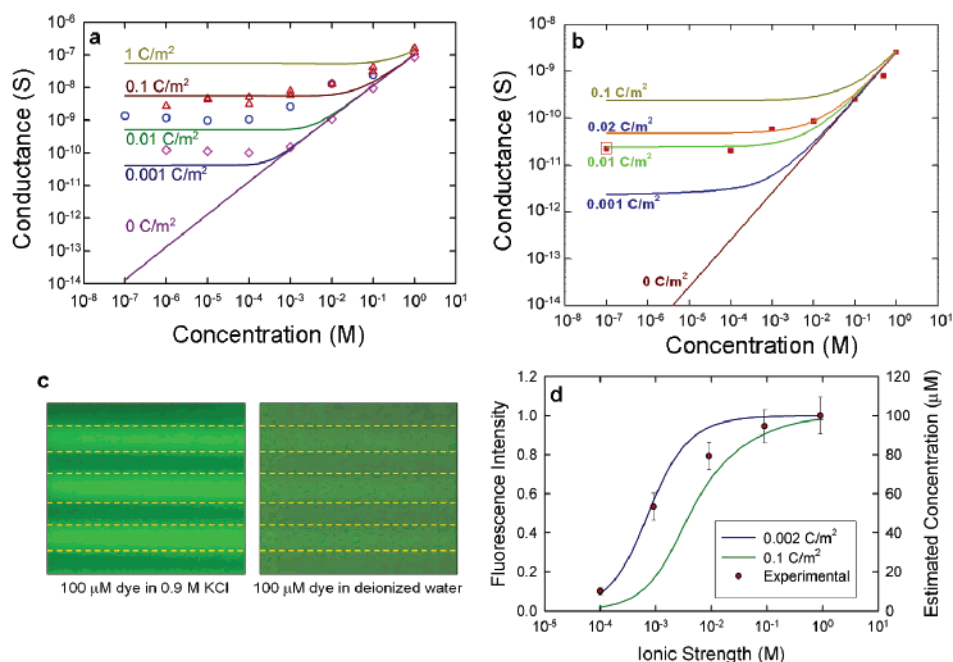 a
Conductance (S)
10⁻⁵
10⁻⁶
10⁻⁷
10⁻⁸
10⁻⁹
10⁻¹⁰
10⁻¹¹
10⁻¹²
10⁻¹³
10⁻¹⁴
1 C/m²
0.1 C/m²
0.01 C/m²
0.001 C/m²
0 C/m²
10⁻⁸ 10⁻⁷ 10⁻⁶ 10⁻⁵ 10⁻⁴ 10⁻³ 10⁻² 10⁻¹ 10⁰ 10¹
Concentration (M)
b
Conductance (S)
10⁻⁸
10⁻⁹
10⁻¹⁰
10⁻¹¹
10⁻¹²
10⁻¹³
10⁻¹⁴
0.1 C/m²
0.02 C/m²
0.01 C/m²
0.001 C/m²
0 C/m²
10⁻⁸ 10⁻⁷ 10⁻⁶ 10⁻⁵ 10⁻⁴ 10⁻³ 10⁻² 10⁻¹ 10⁰ 10¹
Concentration (M)
c
100 μM dye in 0.9 M KCl
100 μM dye in deionized water
d
Fluorescence Intensity
1.2
1.0
0.8
0.6
0.4
0.2
0.0
Estimated Concentration (μM)
120
100
80
60
40
20
0
0.002 C/m²
0.1 C/m²
Experimental
10⁻⁵ 10⁻⁴ 10⁻³ 10⁻² 10⁻¹ 10⁰ 10¹
Ionic Strength (M)